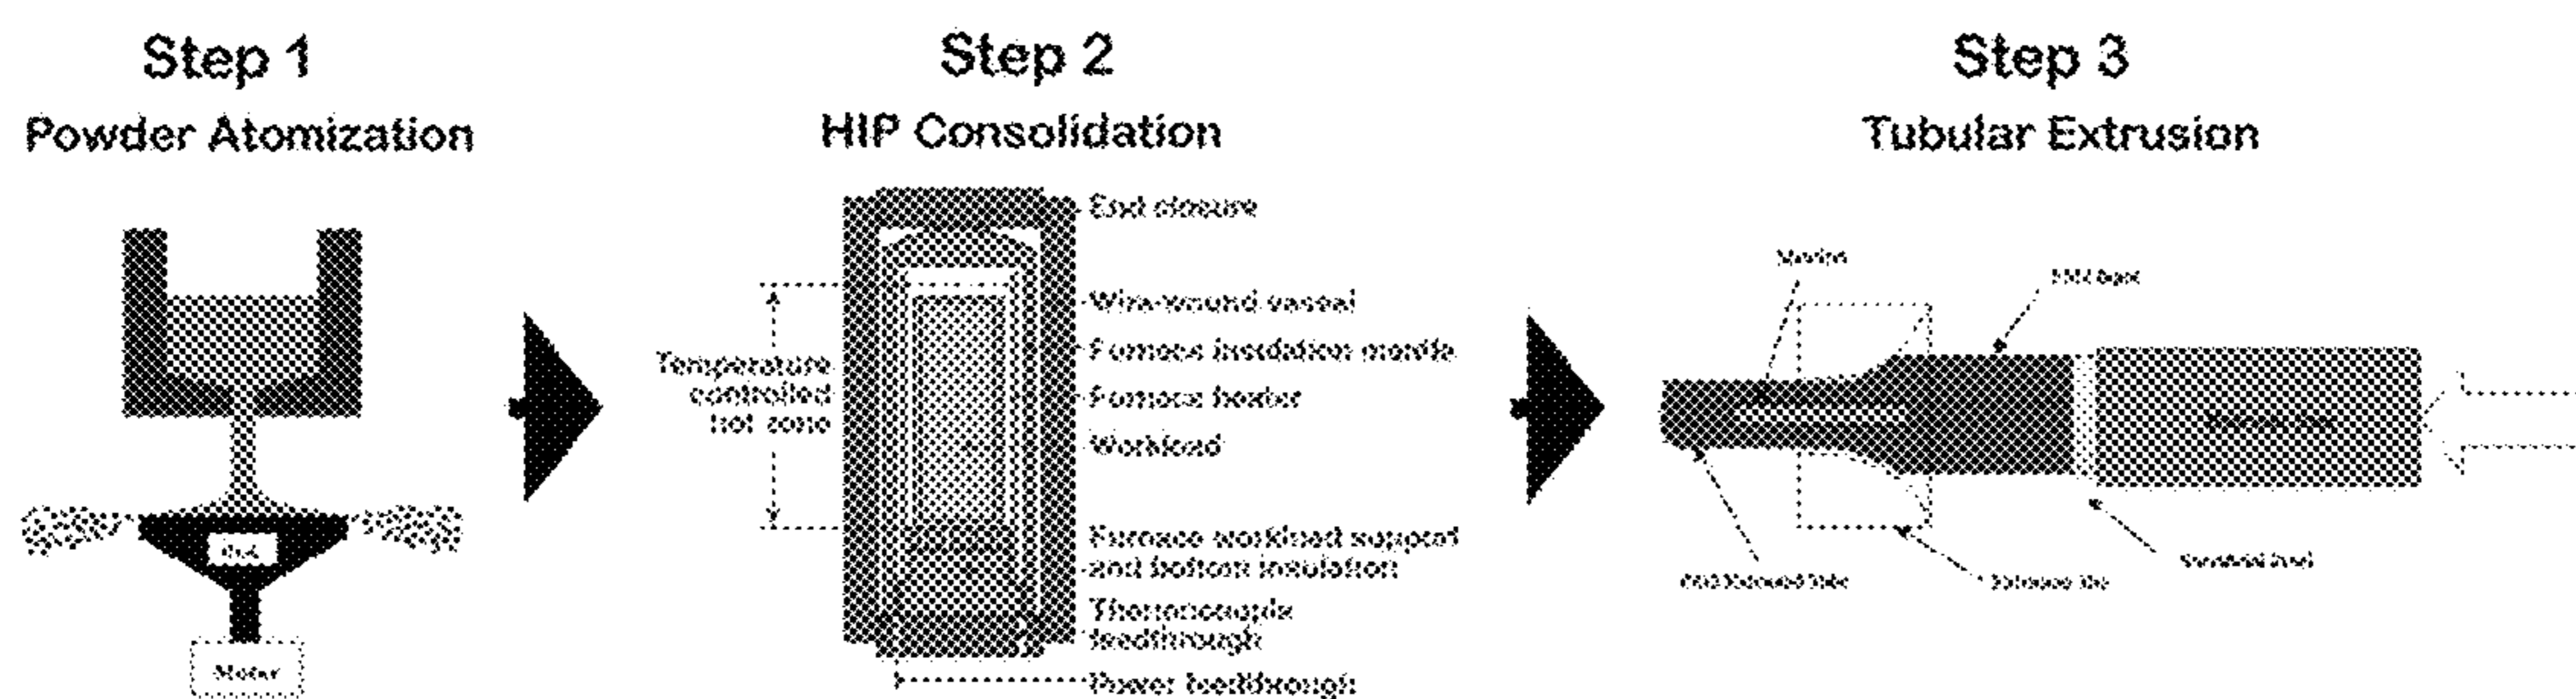 Step 1
Powder Atomization
Motor
Step 2
HIP Consolidation
End closure
Wire-wound vessel
Furnace insulation mantle
Furnace heater
Workload
Furnace workload support
and bottom insulation
Thermocouple
feedthrough
Power feedthrough
Temperature
controlled
hot zone
Step 3
Tubular Extrusion